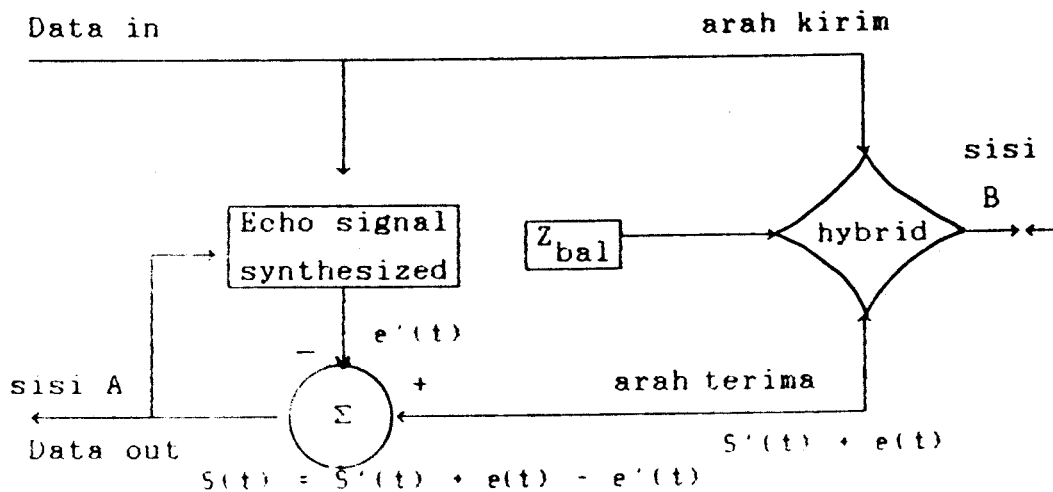 Data in
arah kirim
sisi
B
Echo signal
synthesized
Z bal
hybrid
e'(t)
−
+
sisi A
Σ
arah terima
Data out
S'(t) + e(t)
S(t) = S'(t) + e(t) - e'(t)